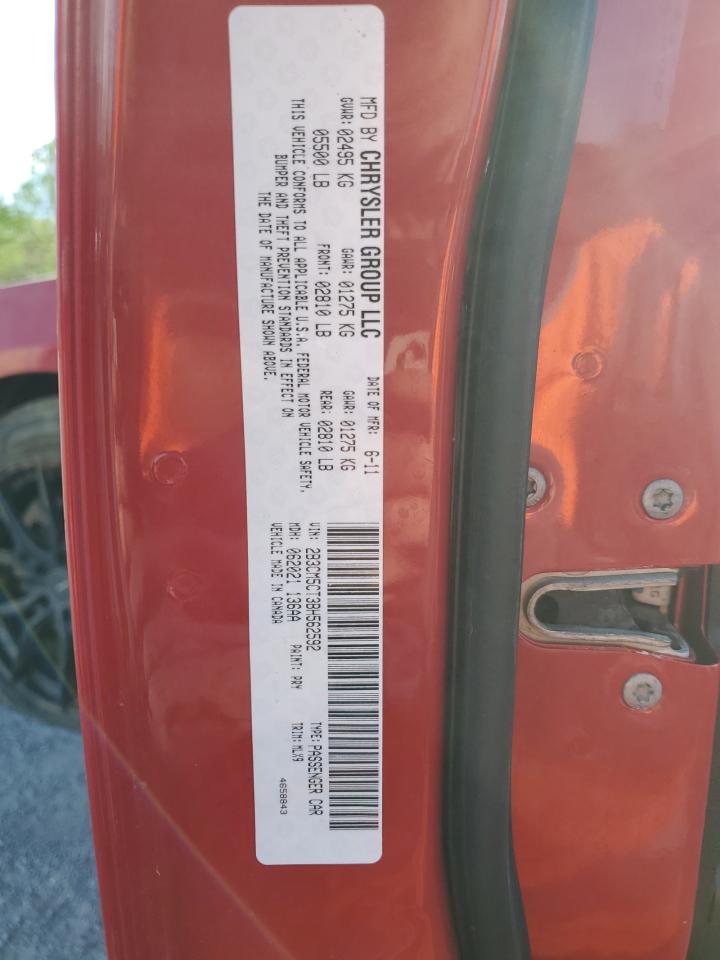 MFD BY CHRYSLER GROUP LLC DATE OF MFR: 6-11
GVWR: 02495 KG GAWR: 01275 KG GAWR: 01275 KG
05500 LB FRONT: 02810 LB REAR: 02810 LB
THIS VEHICLE CONFORMS TO ALL APPLICABLE U.S.A. FEDERAL MOTOR VEHICLE SAFETY,
BUMPER AND THEFT PREVENTION STANDARDS IN EFFECT ON
THE DATE OF MANUFACTURE SHOWN ABOVE.
VIN: 2B3CM5CT3BH562592 TYPE: PASSENGER CAR
MDH: 062021 136AA PAINT: PRY TRIM: MLX9
VEHICLE MADE IN CANADA 4658843